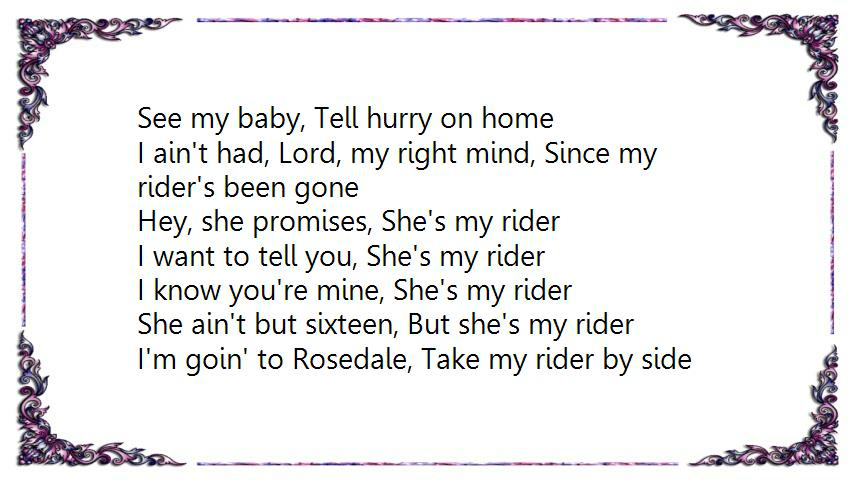 See my baby, Tell hurry on home
I ain't had, Lord, my right mind, Since my
rider's been gone
Hey, she promises, She's my rider
I want to tell you, She's my rider
I know you're mine, She's my rider
She ain't but sixteen, But she's my rider
I'm goin' to Rosedale, Take my rider by side